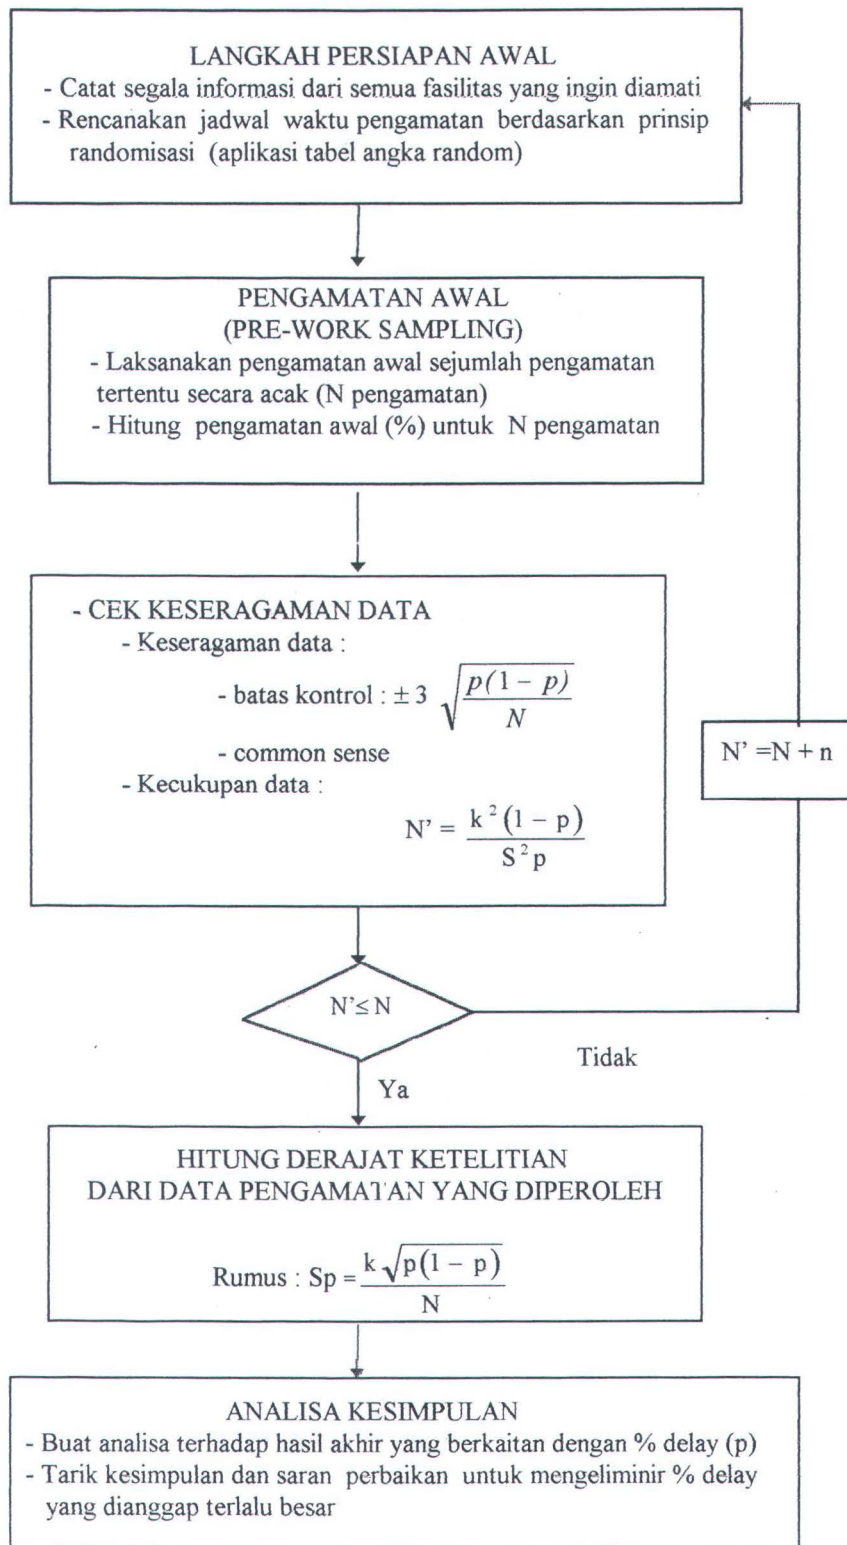 LANGKAH PERSIAPAN AWAL
- Catat segala informasi dari semua fasilitas yang ingin diamati
- Rencanakan jadwal waktu pengamatan berdasarkan prinsip
randomisasi (aplikasi tabel angka random)
PENGAMATAN AWAL
(PRE-WORK SAMPLING)
- Laksanakan pengamatan awal sejumlah pengamatan
tertentu secara acak (N pengamatan)
- Hitung pengamatan awal (%) untuk N pengamatan
- CEK KESERAGAMAN DATA
- Keseragaman data :
- batas kontrol : ± 3 √(p(1 – p)/N)
- common sense
- Kecukupan data :
N' = k²(1 – p)/S²p
N' =N + n
N'≤ N
Tidak
Ya
HITUNG DERAJAT KETELITIAN
DARI DATA PENGAMATAN YANG DIPEROLEH
Rumus : Sp = k√p(1 – p)/N
ANALISA KESIMPULAN
- Buat analisa terhadap hasil akhir yang berkaitan dengan % delay (p)
- Tarik kesimpulan dan saran perbaikan untuk mengeliminir % delay
yang dianggap terlalu besar